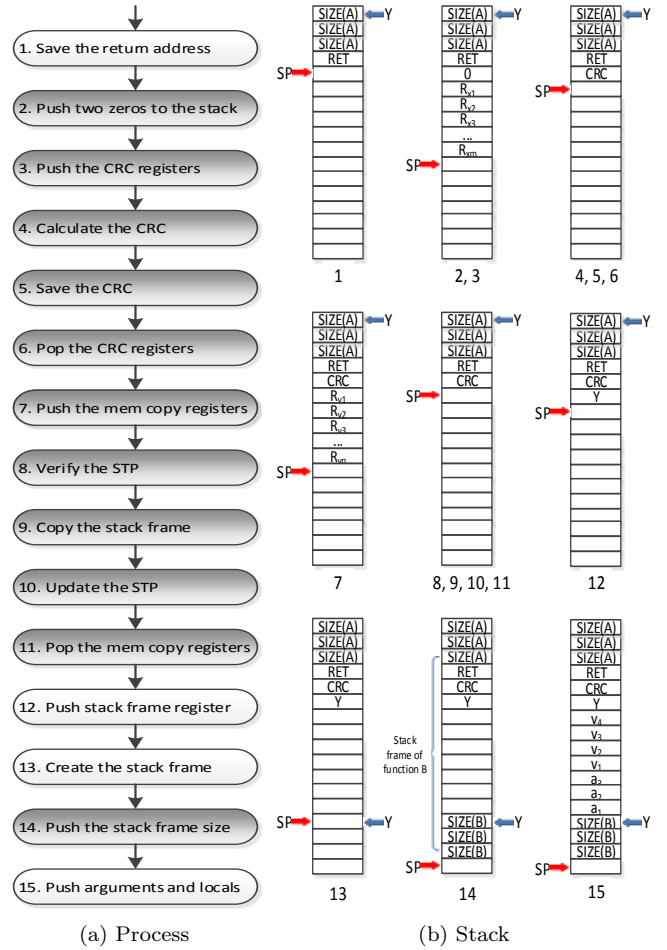 1. Save the return address
2. Push two zeros to the stack
3. Push the CRC registers
4. Calculate the CRC
5. Save the CRC
6. Pop the CRC registers
7. Push the mem copy registers
8. Verify the STP
9. Copy the stack frame
10. Update the STP
11. Pop the mem copy registers
12. Push stack frame register
13. Create the stack frame
14. Push the stack frame size
15. Push arguments and locals
(a) Process
SIZE(A) Y
SIZE(A)
SIZE(A)
RET
SP
1
SIZE(A) Y
SIZE(A)
SIZE(A)
RET
0
Rx1
Rx2
Rx3
...
Rxm
SP
2, 3
SIZE(A) Y
SIZE(A)
SIZE(A)
RET
CRC
SP
4, 5, 6
SIZE(A) Y
SIZE(A)
SIZE(A)
RET
CRC
Ry1
Ry2
Ry3
...
Ryn
SP
7
SIZE(A) Y
SIZE(A)
SIZE(A)
RET
CRC
SP
8, 9, 10, 11
SIZE(A) Y
SIZE(A)
SIZE(A)
RET
CRC
Y
SP
12
SIZE(A)
SIZE(A)
SIZE(A)
RET
CRC
Y
SP Y
13
SIZE(A)
SIZE(A)
SIZE(A)
RET
CRC
Y
Stack
frame of
function B
SIZE(B) Y
SIZE(B)
SIZE(B)
SP
14
SIZE(A)
SIZE(A)
SIZE(A)
RET
CRC
Y
v4
v3
v2
v1
a3
a2
a1
SIZE(B) Y
SIZE(B)
SIZE(B)
SP
15
(b) Stack